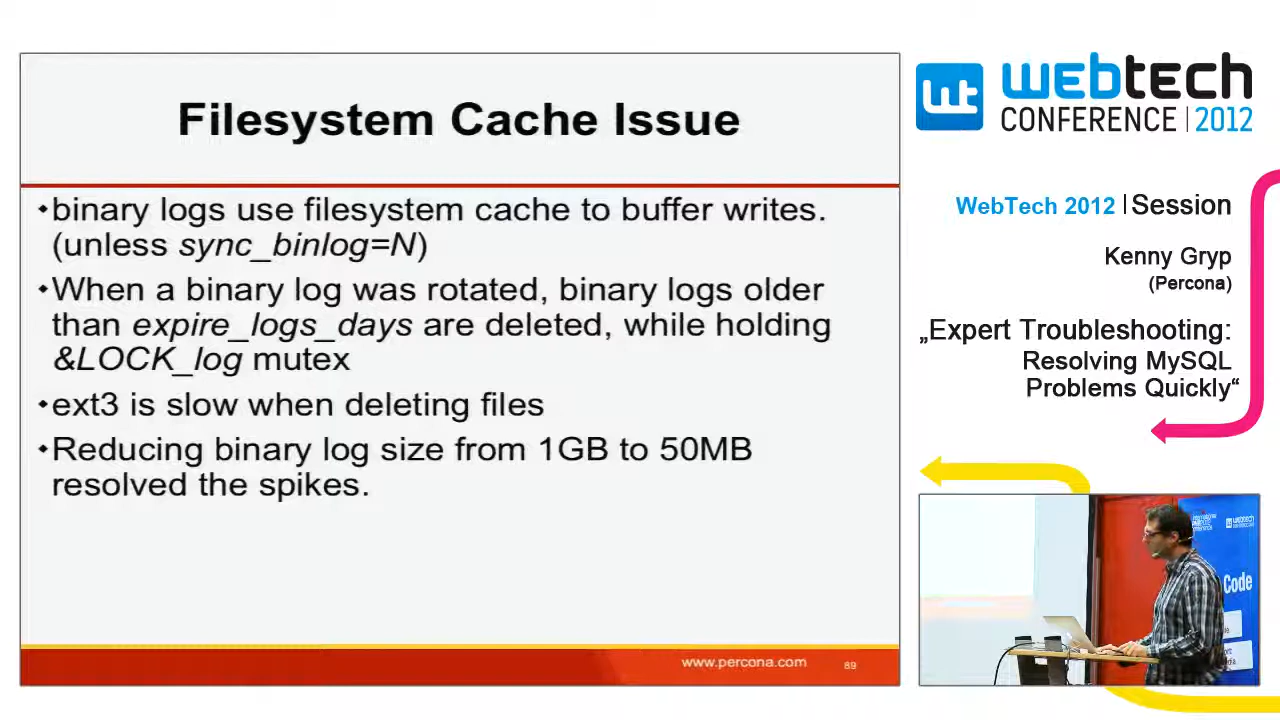 Filesystem Cache Issue
•binary logs use filesystem cache to buffer writes.
(unless sync_binlog=N)
•When a binary log was rotated, binary logs older
than expire_logs_days are deleted, while holding
&LOCK_log mutex
•ext3 is slow when deleting files
•Reducing binary log size from 1GB to 50MB
resolved the spikes.
www.percona.com 89
wt webtech
CONFERENCE | 2012
WebTech 2012 | Session
Kenny Gryp
(Percona)
„Expert Troubleshooting:
Resolving MySQL
Problems Quickly“
webtech
Code